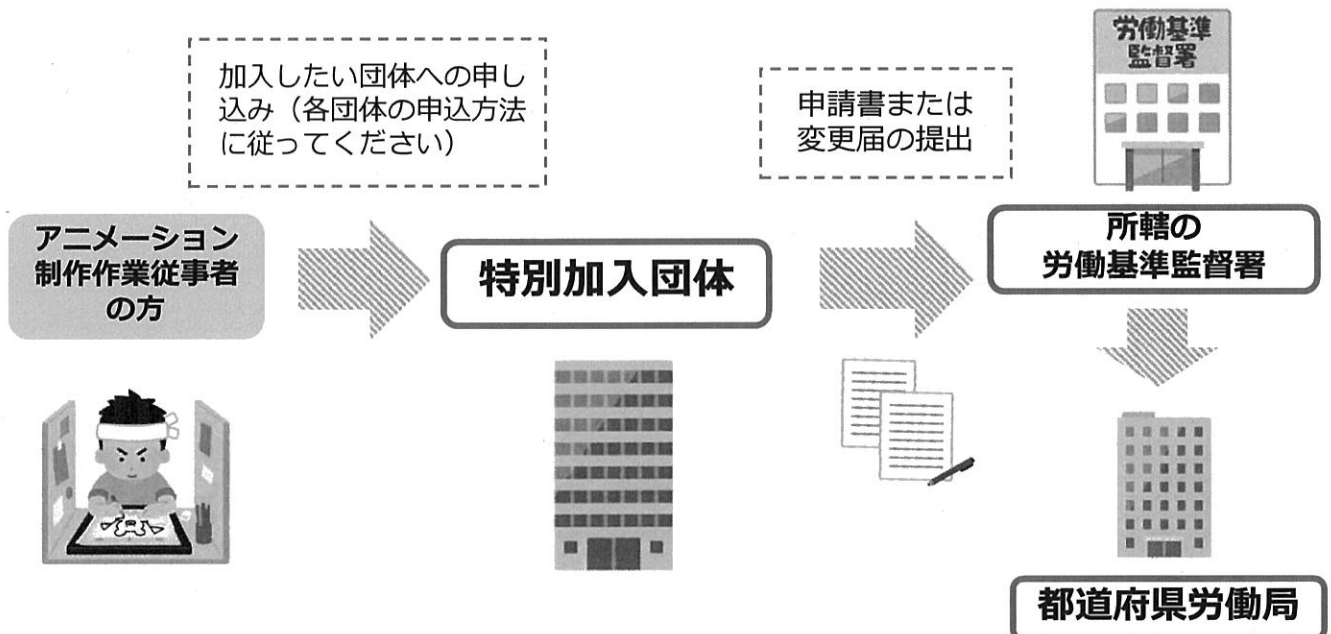 加入したい団体への申し
込み（各団体の申込方法
に従ってください）
申請書または
変更届の提出
労働基準
監督署
アニメーション
制作作業従事者
の方
特別加入団体
所轄の
労働基準監督署
都道府県労働局